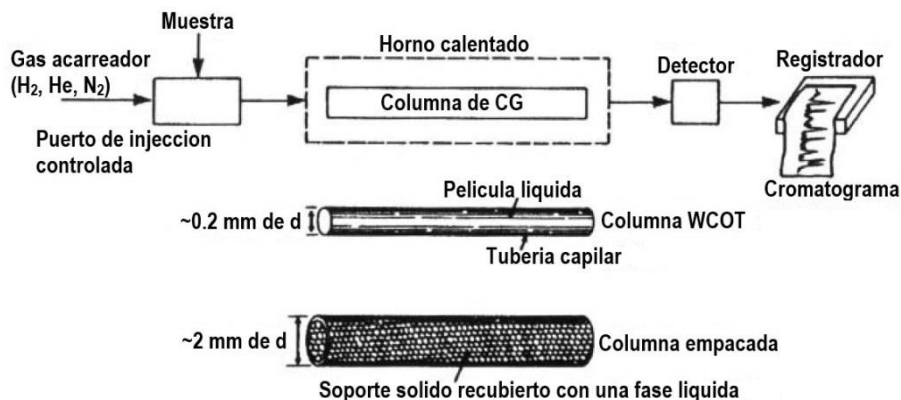 Muestra
Gas acarreador
(H₂, He, N₂)
Puerto de injeccion
controlada
Horno calentado
Columna de CG
Detector
Registrador
Cromatograma
Pelicula liquida
~0.2 mm de d
Columna WCOT
Tuberia capilar
~2 mm de d
Columna empacada
Soporte solido recubierto con una fase liquida